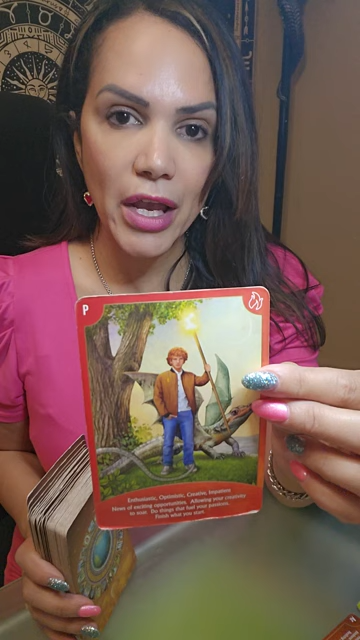 P
Enthusiastic, Optimistic, Creative, Impatient
News of exciting opportunities. Allowing your creativity
to soar. Do things that fuel your passions.
Finish what you start.